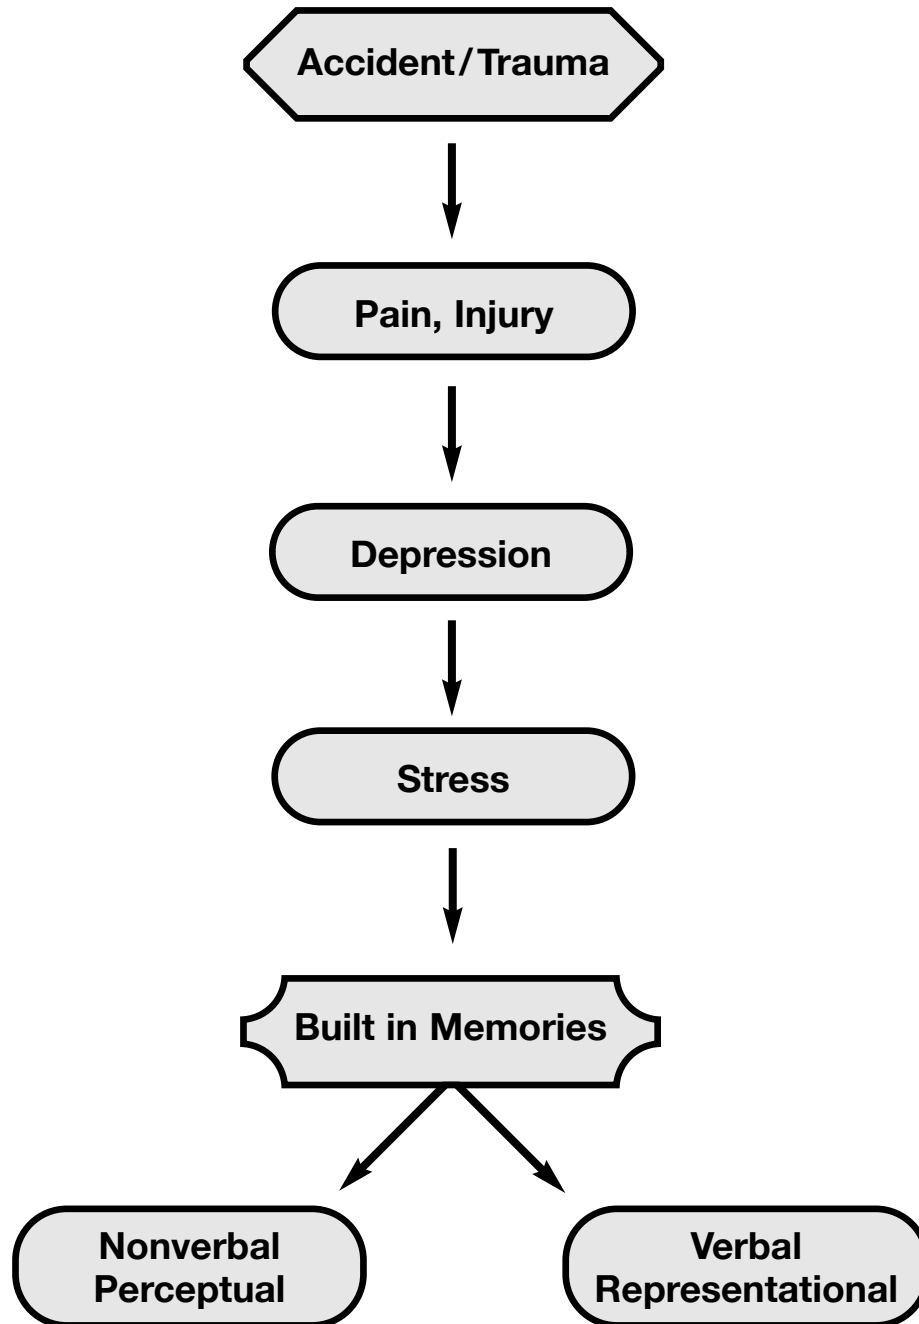 Accident/Trauma
Pain, Injury
Depression
Stress
Built in Memories
Nonverbal
Perceptual
Verbal
Representational